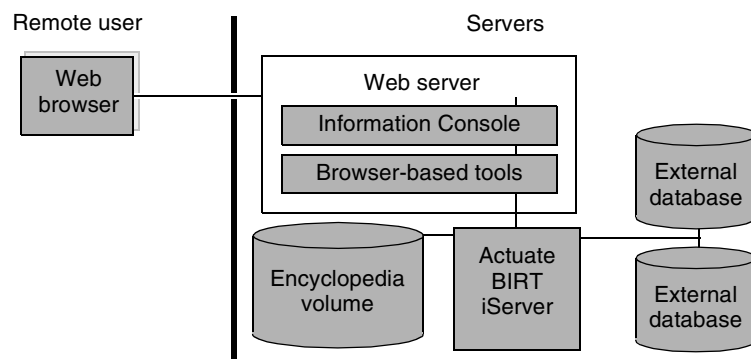 Remote user
Servers
Web
browser
Web server
Information Console
Browser-based tools
External
database
Encyclopedia
volume
Actuate
BIRT
iServer
External
database